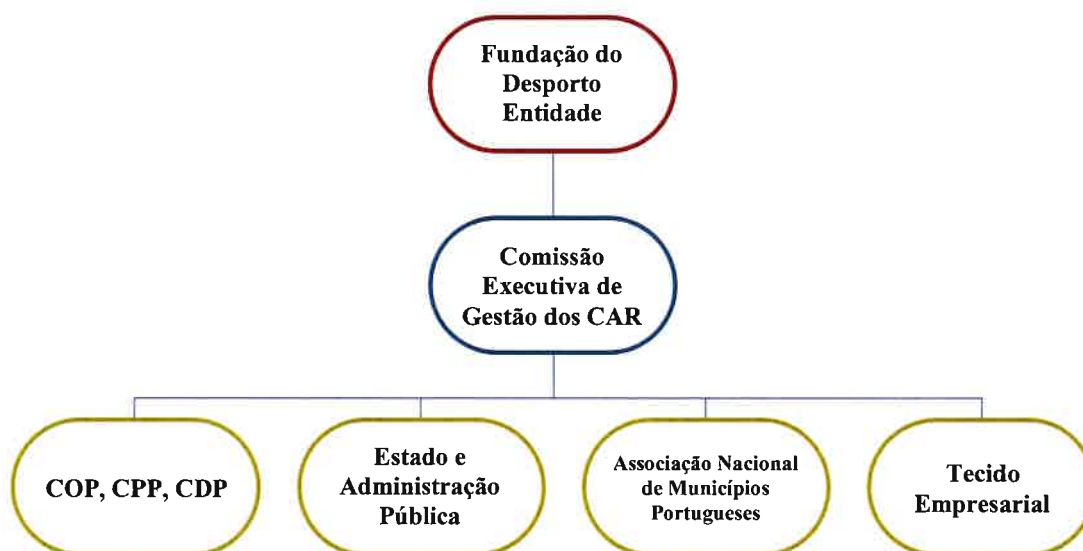 Fundação do
Desporto
Entidade
Comissão
Executiva de
Gestão dos CAR
COP, CPP, CDP
Estado e
Administração
Pública
Associação Nacional
de Municípios
Portugueses
Tecido
Empresarial